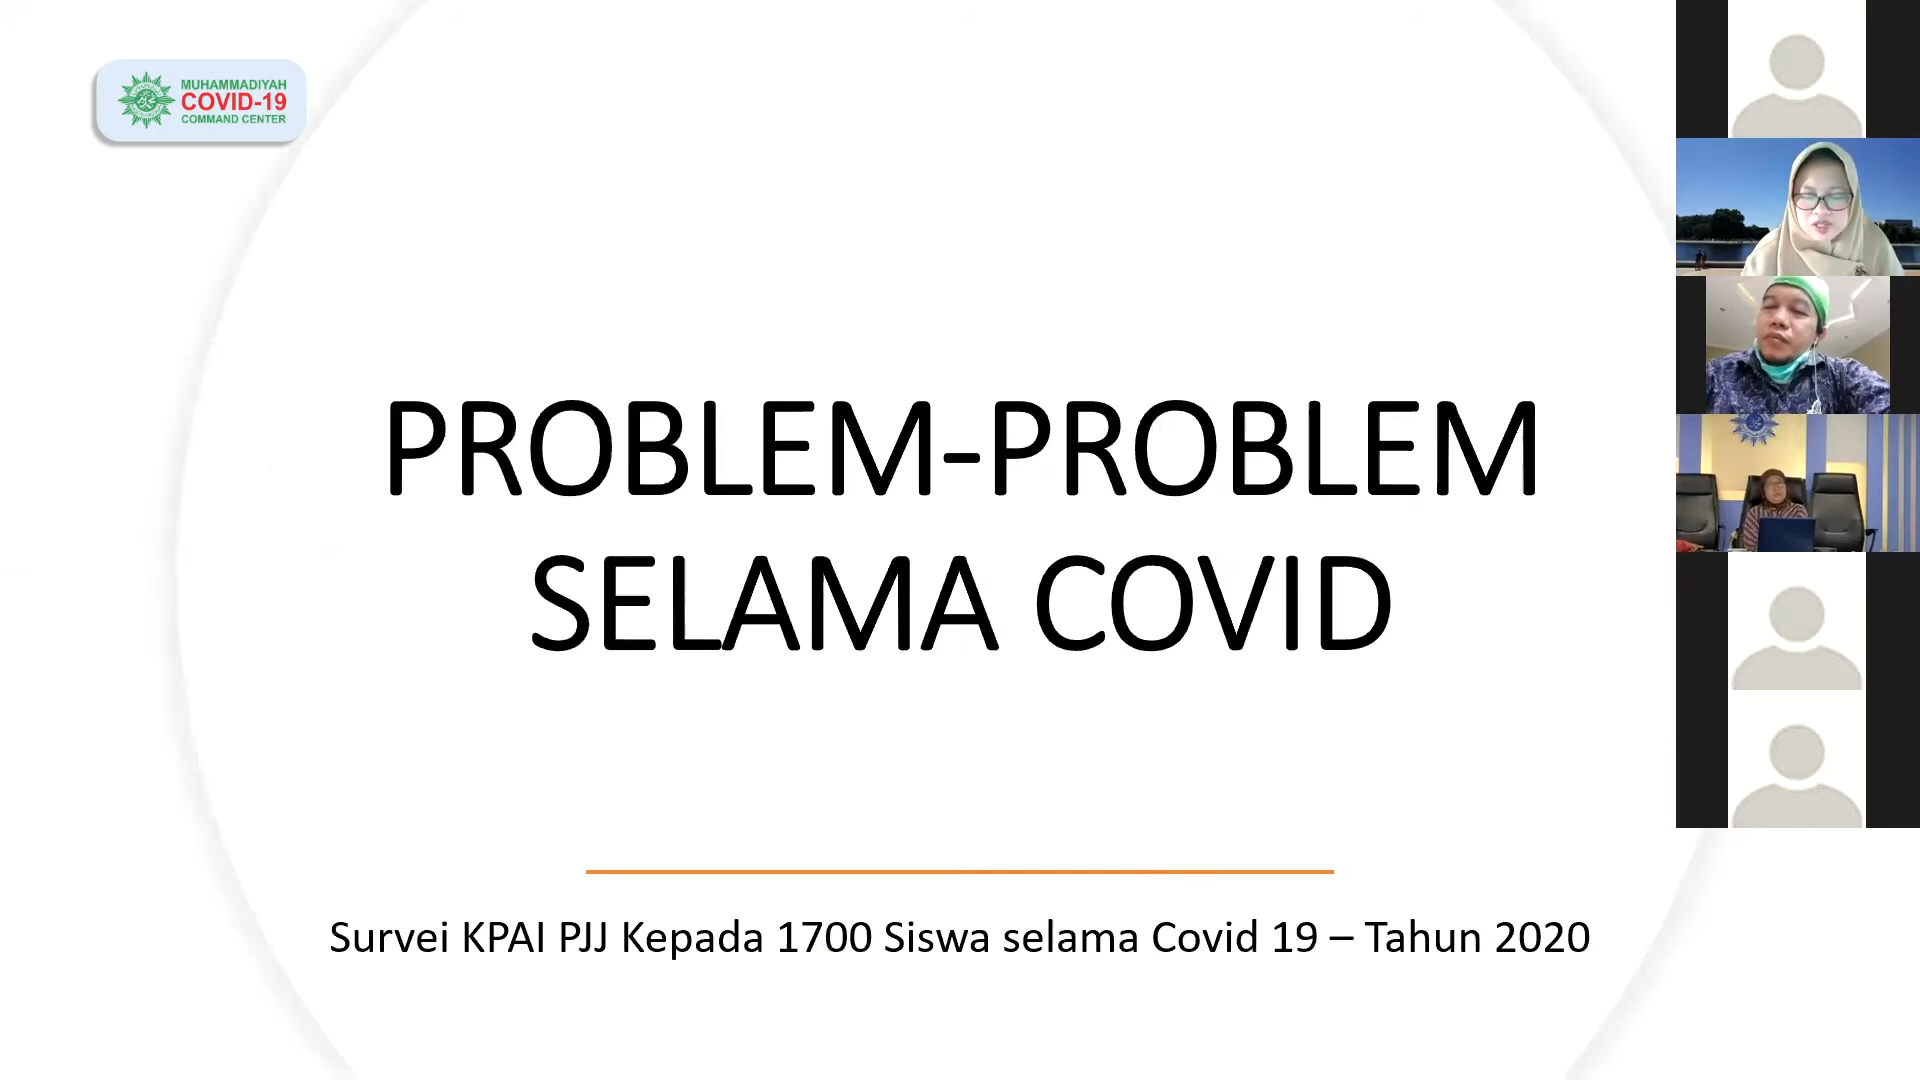 MUHAMMADIYAH
COVID-19
COMMAND CENTER
PROBLEM-PROBLEM
SELAMA COVID
Survei KPAI PJJ Kepada 1700 Siswa selama Covid 19 – Tahun 2020